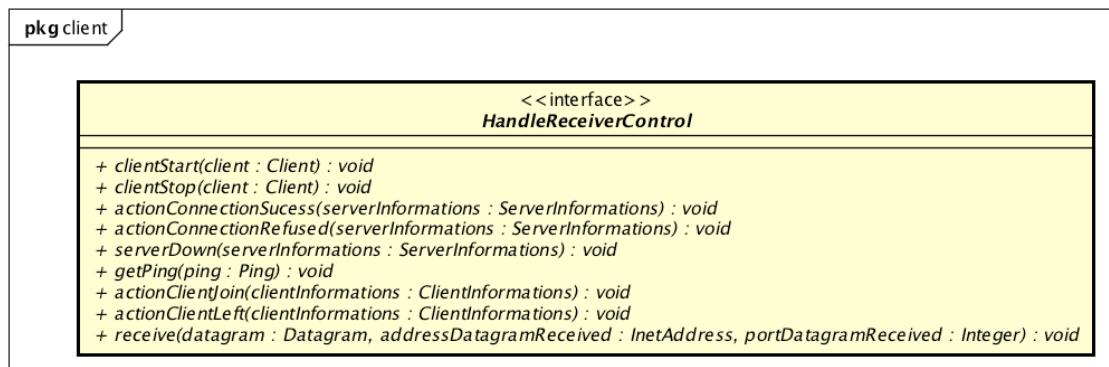 pkg client
<<interface>>
HandleReceiverControl
+ clientStart(client : Client) : void
+ clientStop(client : Client) : void
+ actionConnectionSucess(serverInformations : ServerInformations) : void
+ actionConnectionRefused(serverInformations : ServerInformations) : void
+ serverDown(serverInformations : ServerInformations) : void
+ getPing(ping : Ping) : void
+ actionClientJoin(clientInformations : ClientInformations) : void
+ actionClientLeft(clientInformations : ClientInformations) : void
+ receive(datagram : Datagram, addressDatagramReceived : InetAddress, portDatagramReceived : Integer) : void